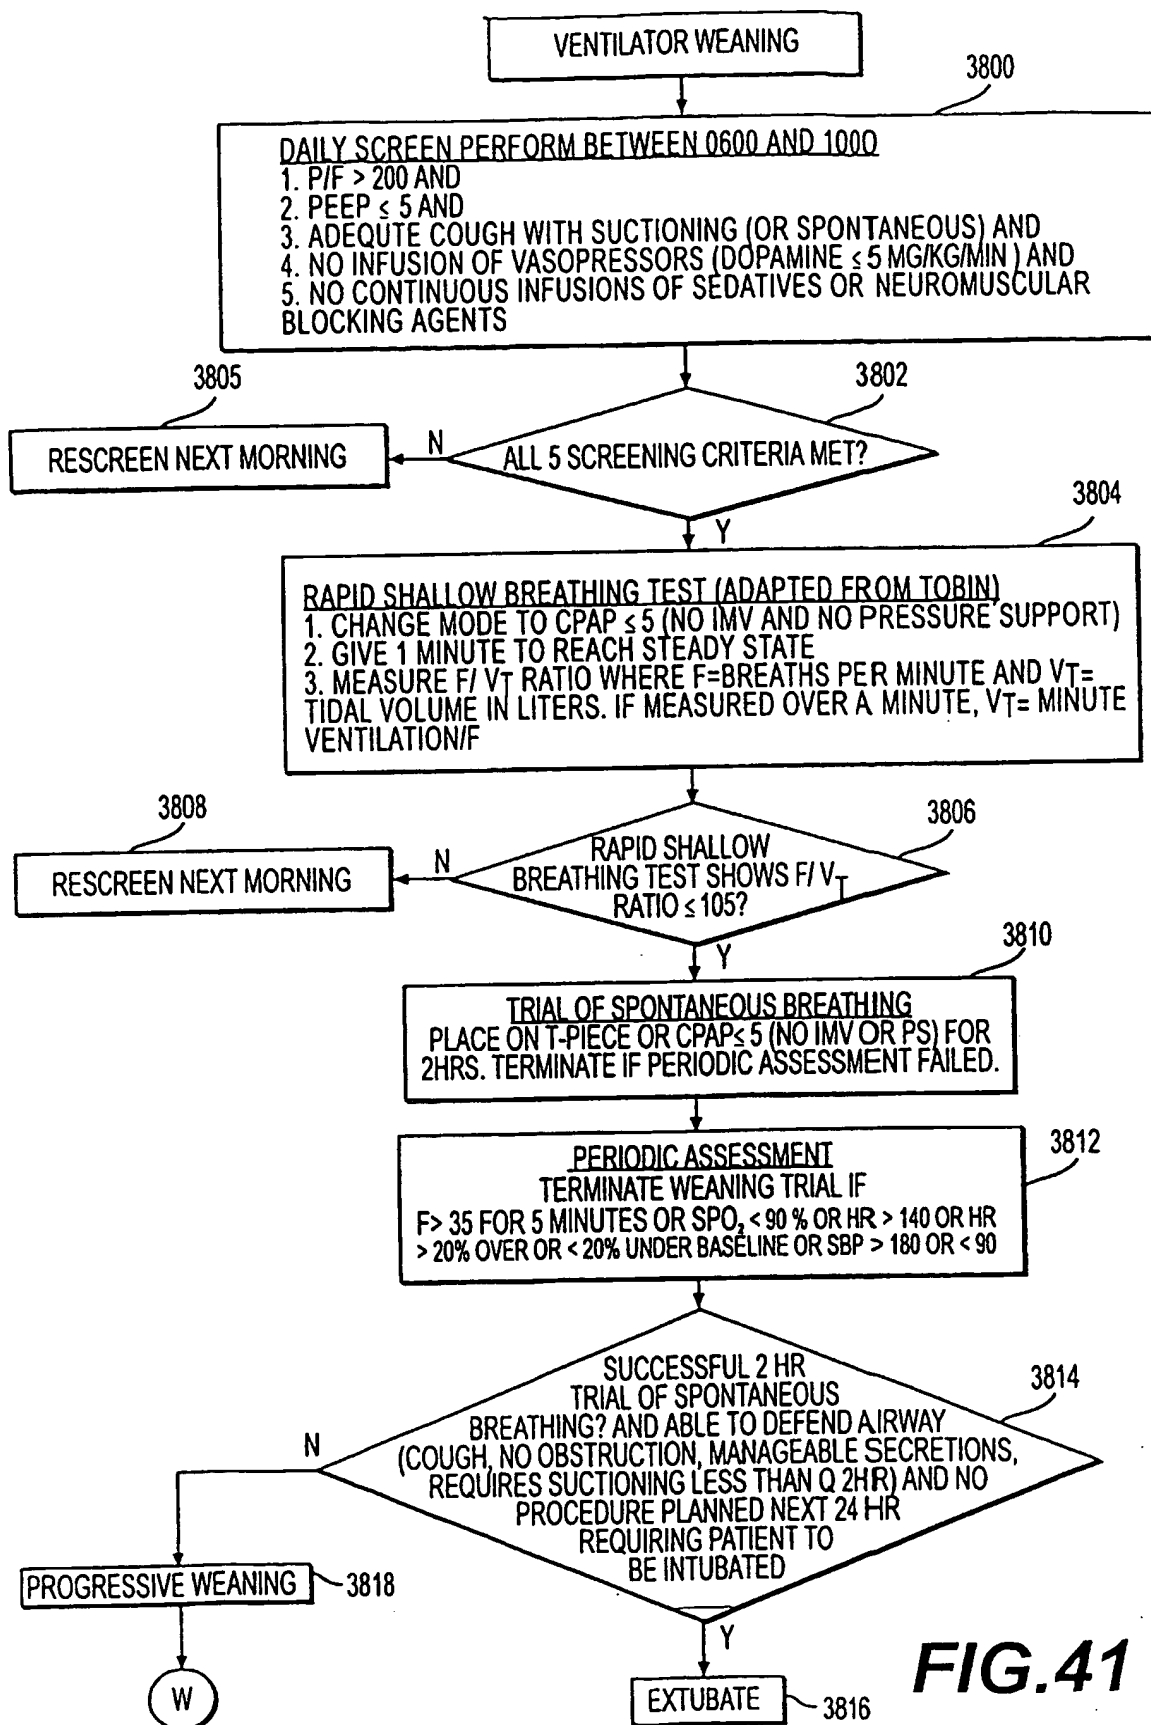 VENTILATOR WEANING
3800
DAILY SCREEN PERFORM BETWEEN 0600 AND 1000
1. P/F > 200 AND
2. PEEP ≤ 5 AND
3. ADEQUTE COUGH WITH SUCTIONING (OR SPONTANEOUS) AND
4. NO INFUSION OF VASOPRESSORS (DOPAMINE ≤ 5 MG/KG/MIN ) AND
5. NO CONTINUOUS INFUSIONS OF SEDATIVES OR NEUROMUSCULAR
BLOCKING AGENTS
3805
3802
RESCREEN NEXT MORNING
N
ALL 5 SCREENING CRITERIA MET?
Y
3804
RAPID SHALLOW BREATHING TEST (ADAPTED FROM TOBIN)
1. CHANGE MODE TO CPAP ≤ 5 (NO IMV AND NO PRESSURE SUPPORT)
2. GIVE 1 MINUTE TO REACH STEADY STATE
3. MEASURE F/ VT RATIO WHERE F=BREATHS PER MINUTE AND VT=
TIDAL VOLUME IN LITERS. IF MEASURED OVER A MINUTE, VT= MINUTE
VENTILATION/F
3808
3806
RESCREEN NEXT MORNING
N
RAPID SHALLOW
BREATHING TEST SHOWS F/ VT
RATIO ≤ 105?
Y
3810
TRIAL OF SPONTANEOUS BREATHING
PLACE ON T-PIECE OR CPAP≤ 5 (NO IMV OR PS) FOR
2HRS. TERMINATE IF PERIODIC ASSESSMENT FAILED.
3812
PERIODIC ASSESSMENT
TERMINATE WEANING TRIAL IF
F> 35 FOR 5 MINUTES OR SPO2 < 90 % OR HR > 140 OR HR
> 20% OVER OR < 20% UNDER BASELINE OR SBP > 180 OR < 90
3814
SUCCESSFUL 2 HR
TRIAL OF SPONTANEOUS
BREATHING? AND ABLE TO DEFEND AIRWAY
(COUGH, NO OBSTRUCTION, MANAGEABLE SECRETIONS,
REQUIRES SUCTIONING LESS THAN Q 2HR) AND NO
PROCEDURE PLANNED NEXT 24 HR
REQUIRING PATIENT TO
BE INTUBATED
N
PROGRESSIVE WEANING
3818
W
Y
EXTUBATE
3816
FIG.41